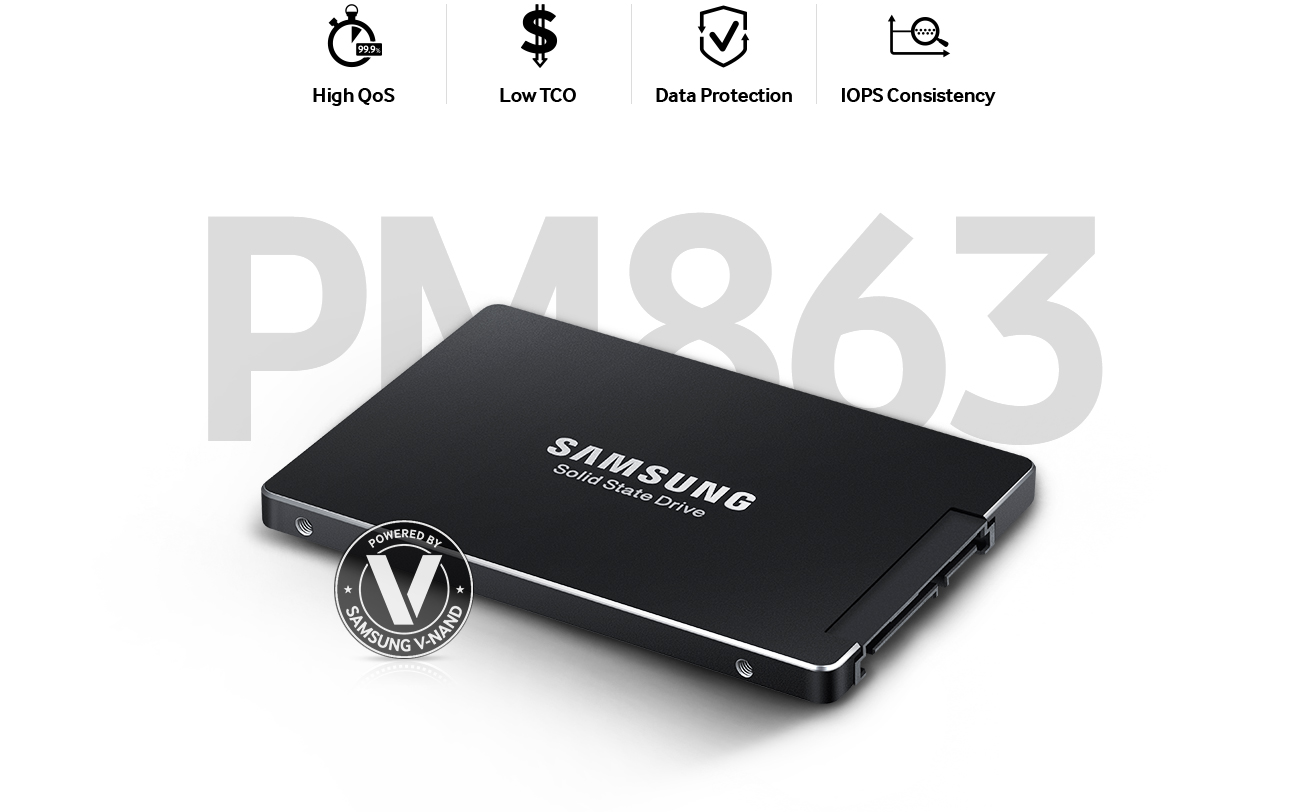 99.9%
High QoS
Low TCO
Data Protection
IOPS Consistency
PM863
SAMSUNG
Solid State Drive
POWERED BY
V
SAMSUNG V-NAND